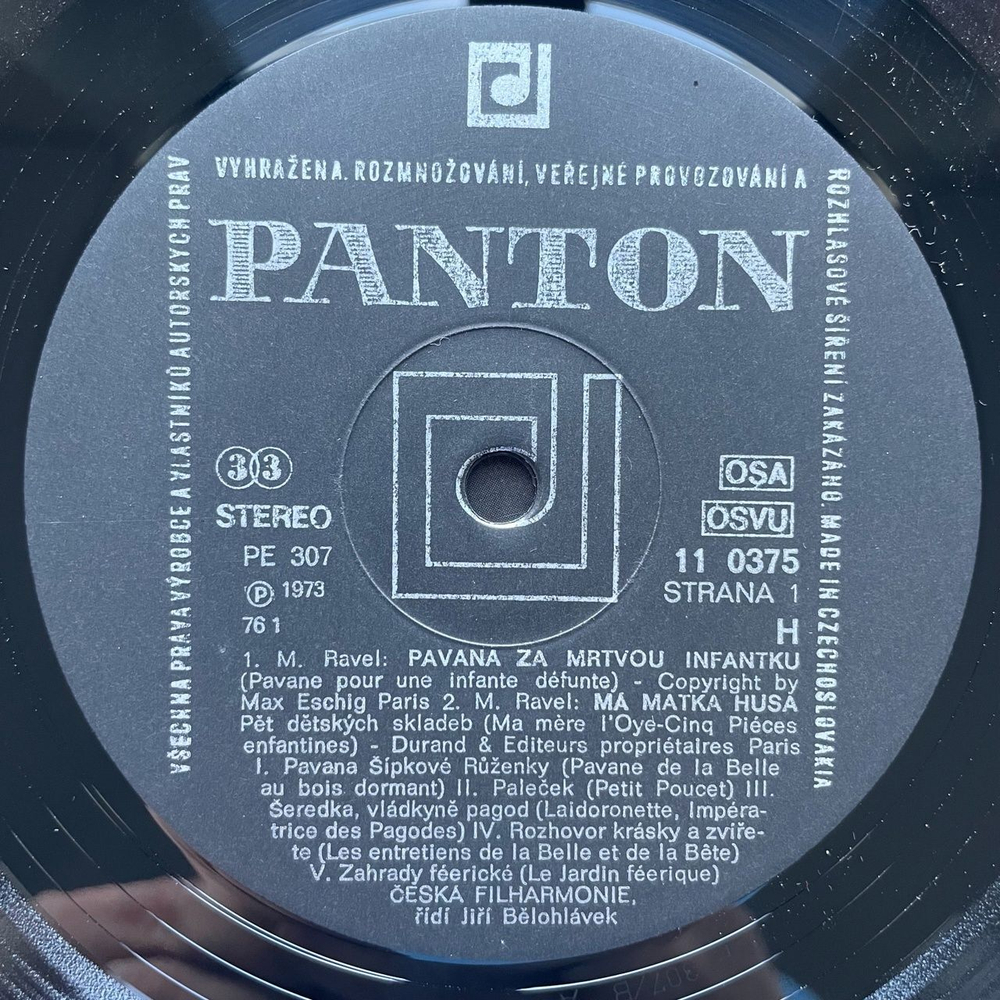 VŠECHNA PRÁVA VÝROBCE A VLASTNÍKŮ AUTORSKÝCH PRÁV
VYHRAŽENA. ROZMNOŽOVÁNÍ, VEŘEJNÉ PROVOZOVÁNÍ A
ROZHLASOVÉ ŠÍŘENÍ ZAKÁZÁNO. MADE IN CZECHOSLOVAKIA
PANTON
33
STEREO
PE 307
Ⓟ 1973
76 1
OSA
OSVU
11 0375
STRANA 1
H
1. M. Ravel: PAVANA ZA MRTVOU INFANTKU
(Pavane pour une infante défunte) - Copyright by
Max Eschig Paris 2. M. Ravel: MÁ MATKA HUSA
Pět dětských skladeb (Ma mère l'Oye-Cinq Piéces
enfantines) - Durand & Editeurs propriétaires Paris
I. Pavana Šípkové Růženky (Pavane de la Belle
au bois dormant) II. Paleček (Petit Poucet) III.
Šeredka, vládkyně pagod (Laidoronette, Impéra-
trice des Pagodes) IV. Rozhovor krásky a zvíře-
te (Les entretiens de la Belle et de la Bête)
V. Zahrady féerické (Le Jardin féerique)
ČESKÁ FILHARMONIE,
řídí Jiří Bělohlávek